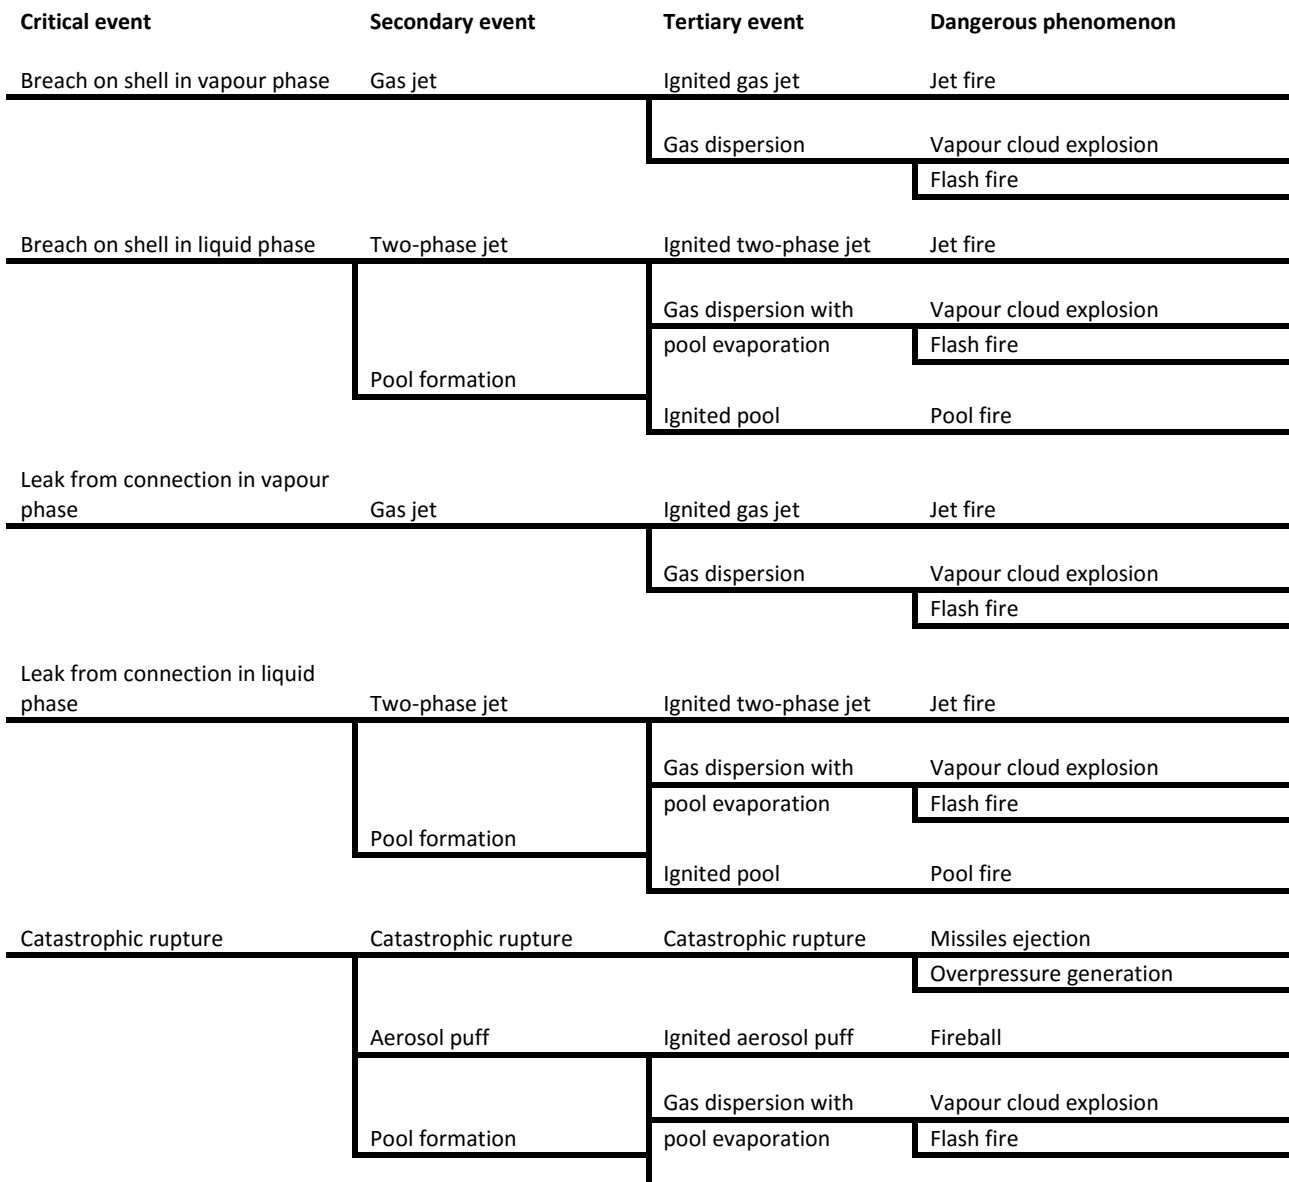 Critical event Secondary event Tertiary event Dangerous phenomenon
Breach on shell in vapour phase Gas jet Ignited gas jet Jet fire
Gas dispersion Vapour cloud explosion
Flash fire
Breach on shell in liquid phase Two-phase jet Ignited two-phase jet Jet fire
Gas dispersion with Vapour cloud explosion
pool evaporation Flash fire
Pool formation
Ignited pool Pool fire
Leak from connection in vapour
phase Gas jet Ignited gas jet Jet fire
Gas dispersion Vapour cloud explosion
Flash fire
Leak from connection in liquid
phase Two-phase jet Ignited two-phase jet Jet fire
Gas dispersion with Vapour cloud explosion
pool evaporation Flash fire
Pool formation
Ignited pool Pool fire
Catastrophic rupture Catastrophic rupture Catastrophic rupture Missiles ejection
Overpressure generation
Aerosol puff Ignited aerosol puff Fireball
Gas dispersion with Vapour cloud explosion
Pool formation pool evaporation Flash fire